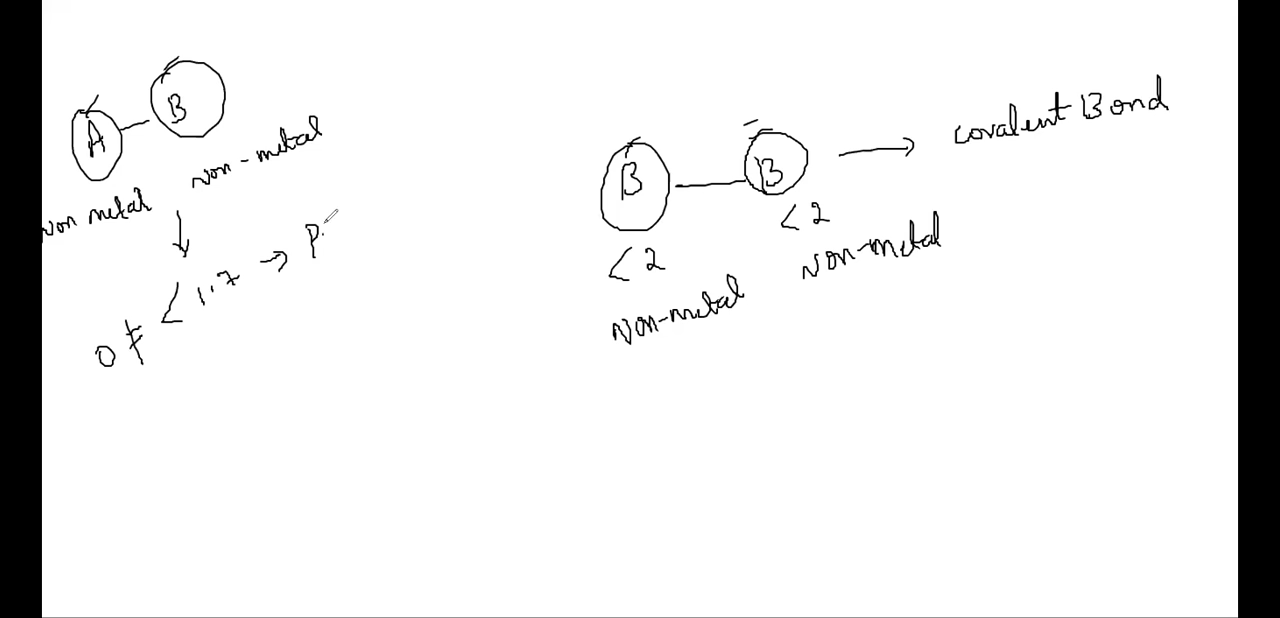 A B
non metal non-metal
0 ≠ < 1.7 → P.
B B → covalent Bond
< 2 < 2
non-metal non-metal